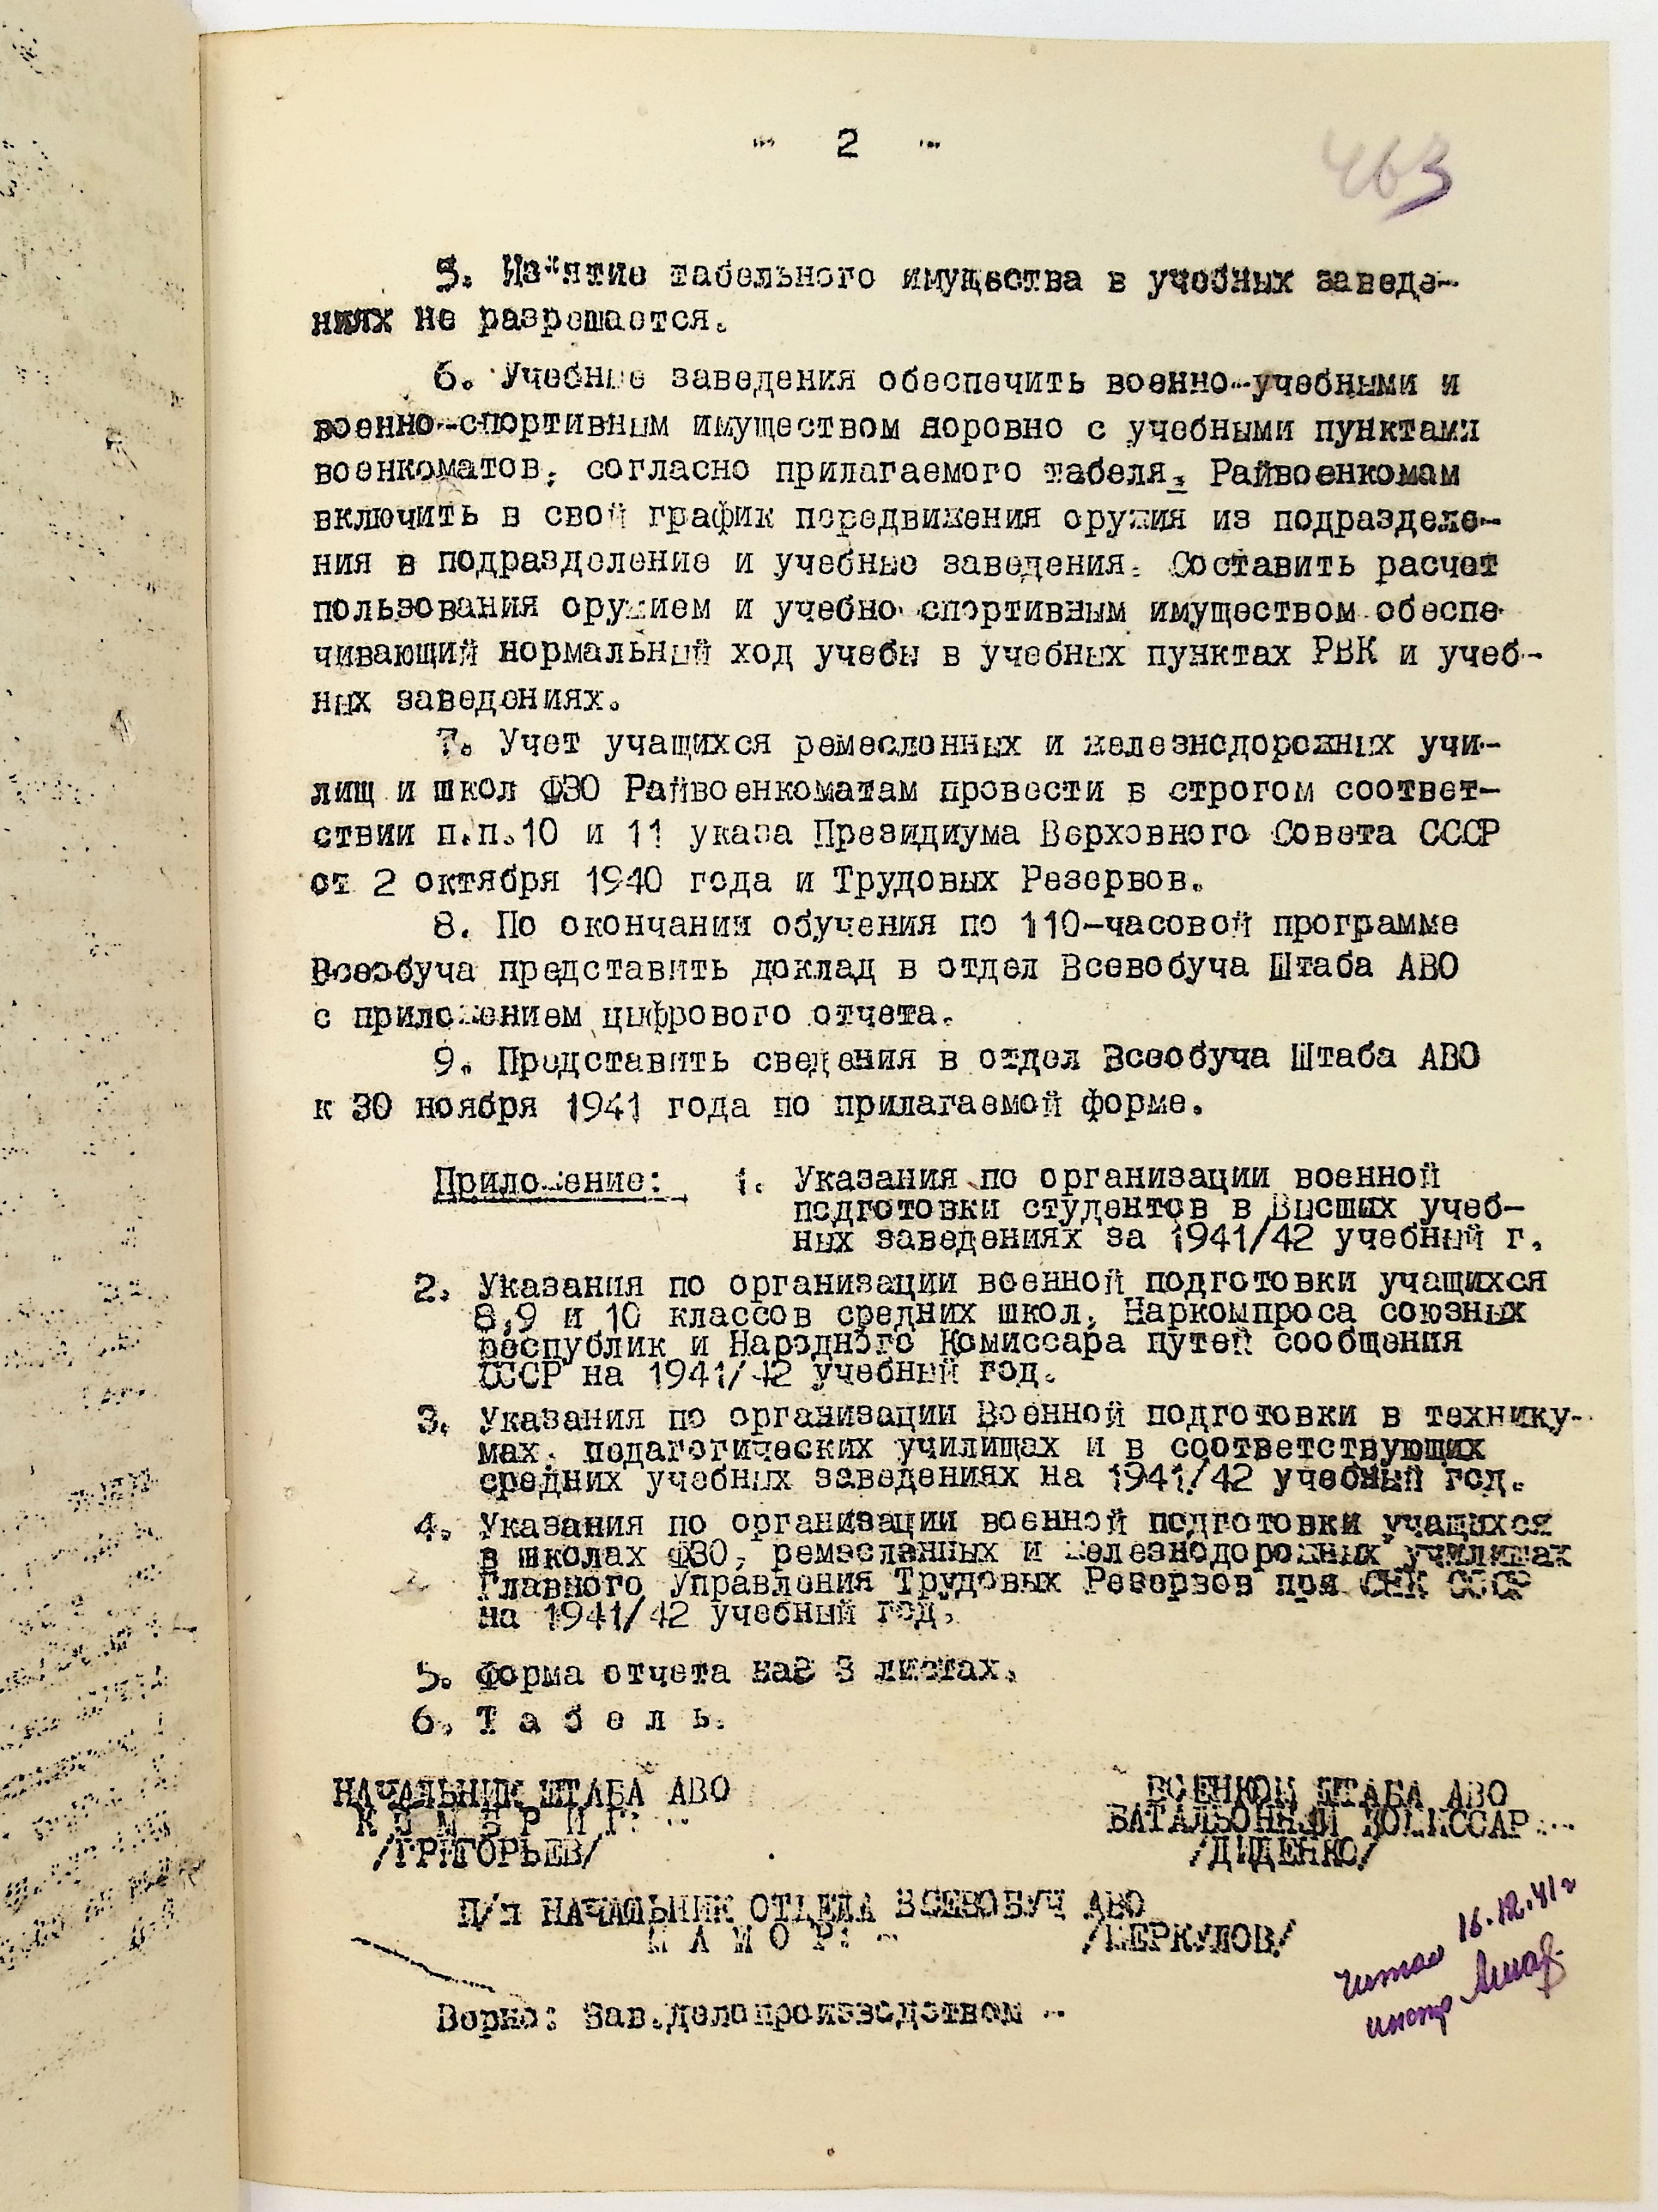 - 2 -
463
5. Из"ятие табельного имущества в учебных заведе-
ниях не разрешается.
6. Учебные заведения обеспечить военно-учебными и
военно-спортивным имуществом норовно с учебными пунктами
военкоматов, согласно прилагаемого табеля. Райвоенкомам
включить в свой график передвижения оружия из подразделе-
ния в подразделение и учебные заведения. Составить расчет
пользования оружием и учебно-спортивным имуществом обеспе-
чивающий нормальный ход учебы в учебных пунктах РВК и учеб-
ных заведениях.
7. Учет учащихся ремесленных и железнодорожных учи-
лищ и школ ФЗО Райвоенкоматам провести в строгом соответ-
ствии п.п.10 и 11 указа Президиума Верховного Совета СССР
от 2 октября 1940 года и Трудовых Резервов.
8. По окончании обучения по 110-часовой программе
Всеобуча представить доклад в отдел Всевобуча Штаба АВО
с приложением цифрового отчета.
9. Представить сведения в отдел Всеобуча Штаба АВО
к 30 ноября 1941 года по прилагаемой форме.
Приложение: 1. Указания по организации военной
подготовки студентов в Высших учеб-
ных заведениях за 1941/42 учебный г.
2. Указания по организации военной подготовки учащихся
8,9 и 10 классов средних школ, Наркомпроса союзных
республик и Народного Комиссара путей сообщения
СССР на 1941/42 учебный год.
3. Указания по организации Военной подготовки в технику-
мах, педагогических училищах и в соответствующих
средних учебных заведениях на 1941/42 учебный год.
4. Указания по организации военной подготовки учащихся
в школах ФЗО, ремесланных и железнодорожных училищах
Главного Управления Трудовых Резервов при СНК СССР
на 1941/42 учебный год.
5. Форма отчета на 3 листах.
6. Т а б е л ь.
НАЧАЛЬНИК ШТАБА АВО ВОЕНКОМ ШТАБА АВО
К О М Б Р И Г: - БАТАЛЬОННЫЙ КОМИССАР:-
/ГРИГОРЬЕВ/ /ДИДЕНКО/
П/п НАЧАЛЬНИК ОТДЕЛА ВСЕВОБУЧ АВО
М А Й О Р: - /МЕРКУЛОВ/
Верно: Зав.делопроизводством -
Читал 16.12.41г
инстр